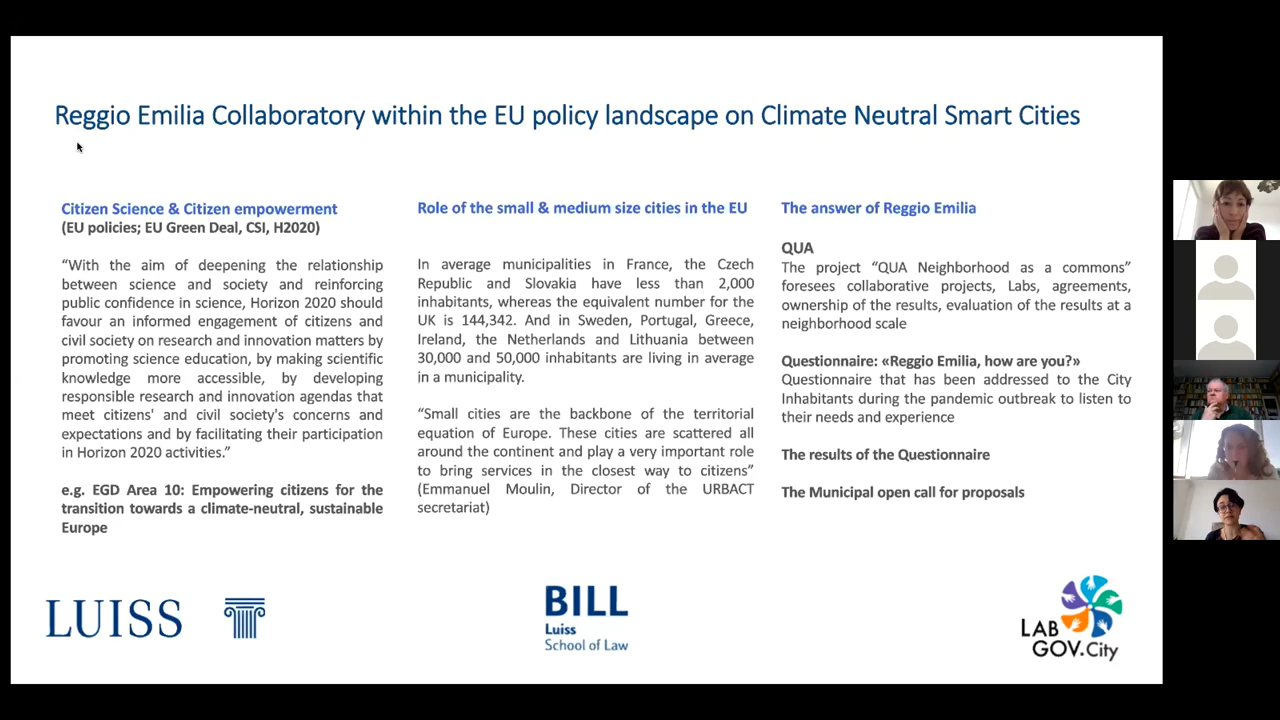 Reggio Emilia Collaboratory within the EU policy landscape on Climate Neutral Smart Cities
Citizen Science & Citizen empowerment
(EU policies; EU Green Deal, CSI, H2020)
“With the aim of deepening the relationship
between science and society and reinforcing
public confidence in science, Horizon 2020 should
favour an informed engagement of citizens and
civil society on research and innovation matters by
promoting science education, by making scientific
knowledge more accessible, by developing
responsible research and innovation agendas that
meet citizens' and civil society's concerns and
expectations and by facilitating their participation
in Horizon 2020 activities.”
e.g. EGD Area 10: Empowering citizens for the
transition towards a climate-neutral, sustainable
Europe
Role of the small & medium size cities in the EU
In average municipalities in France, the Czech
Republic and Slovakia have less than 2,000
inhabitants, whereas the equivalent number for the
UK is 144,342. And in Sweden, Portugal, Greece,
Ireland, the Netherlands and Lithuania between
30,000 and 50,000 inhabitants are living in average
in a municipality.
“Small cities are the backbone of the territorial
equation of Europe. These cities are scattered all
around the continent and play a very important role
to bring services in the closest way to citizens”
(Emmanuel Moulin, Director of the URBACT
secretariat)
The answer of Reggio Emilia
QUA
The project “QUA Neighborhood as a commons”
foresees collaborative projects, Labs, agreements,
ownership of the results, evaluation of the results at a
neighborhood scale
Questionnaire: «Reggio Emilia, how are you?»
Questionnaire that has been addressed to the City
Inhabitants during the pandemic outbreak to listen to
their needs and experience
The results of the Questionnaire
The Municipal open call for proposals
LUISS
BILL
Luiss
School of Law
LAB
GOV.City